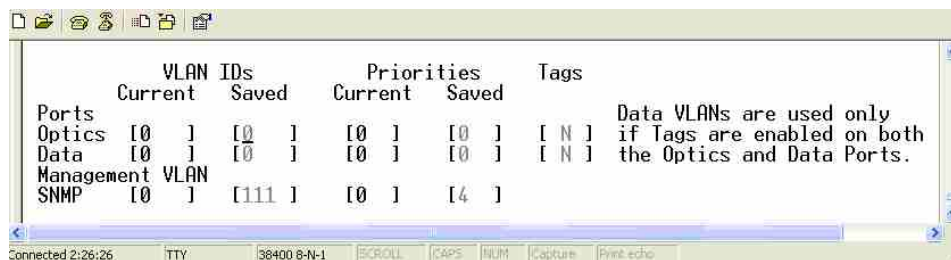 VLAN IDs Priorities Tags
Current Saved Current Saved
Ports Data VLANs are used only
Optics [0 ] [0 ] [0 ] [0 ] [ N ] if Tags are enabled on both
Data [0 ] [0 ] [0 ] [0 ] [ N ] the Optics and Data Ports.
Management VLAN
SNMP [0 ] [111 ] [0 ] [4 ]
Connected 2:26:26 TTY 38400 8-N-1 SCROLL CAPS NUM Capture Print echo